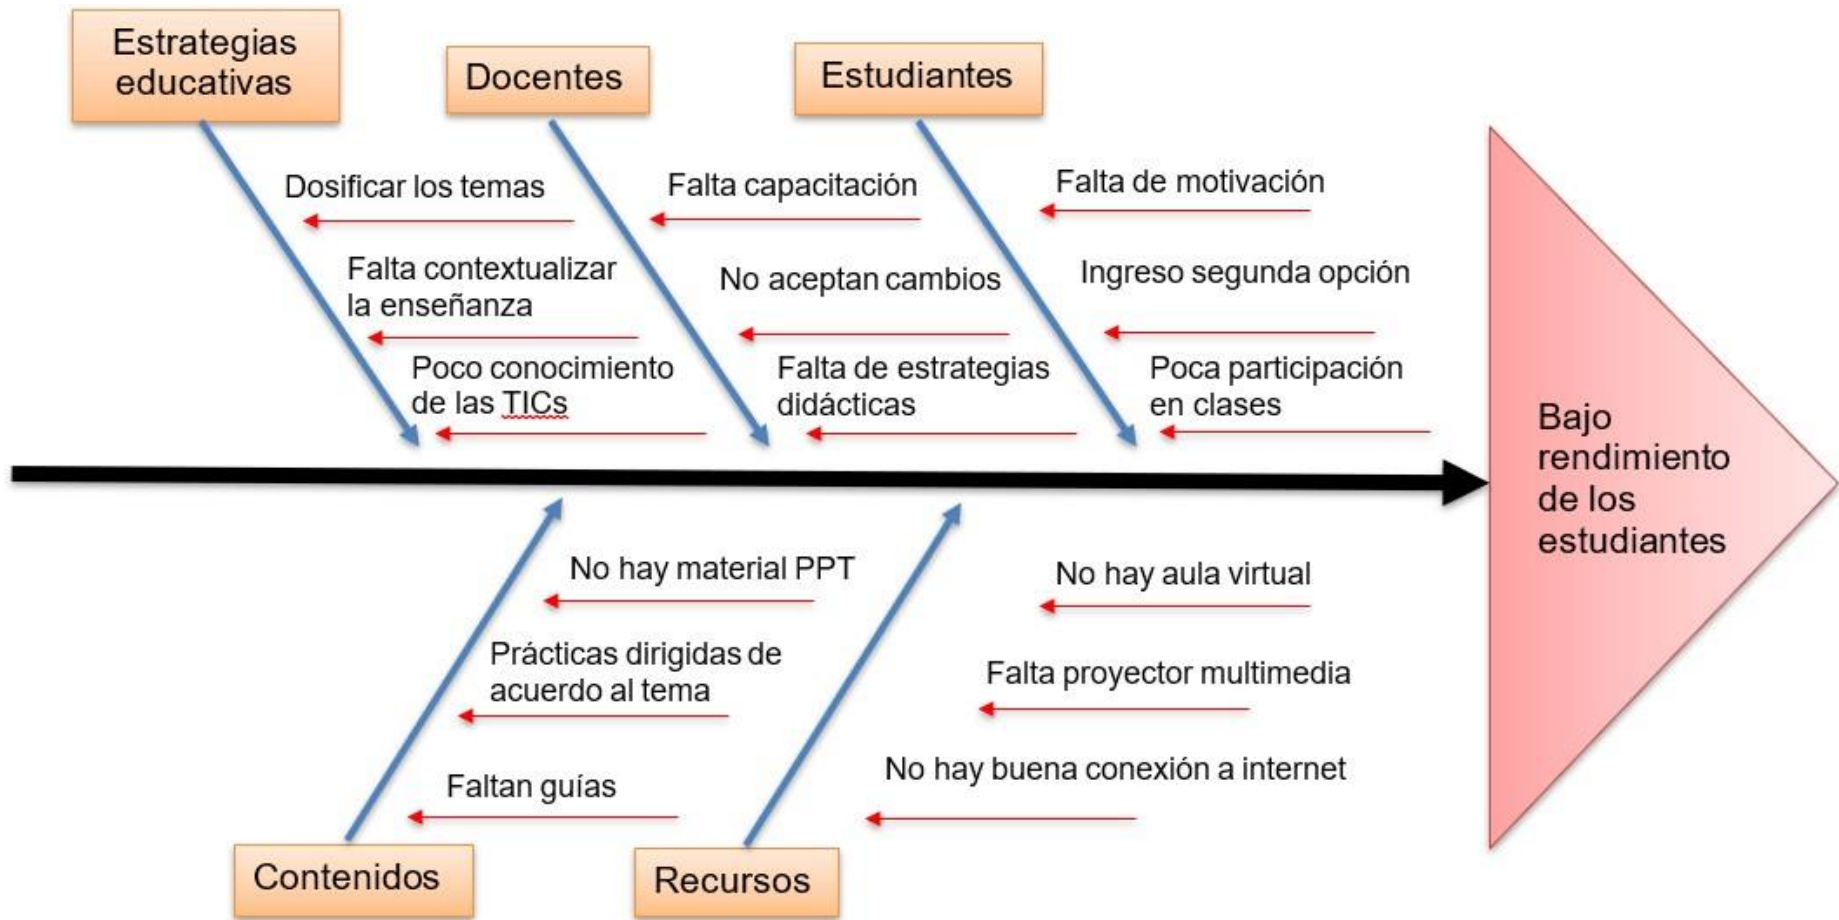 Estrategias
educativas
Docentes
Estudiantes
Dosificar los temas
Falta contextualizar
la enseñanza
Poco conocimiento
de las TICs
Falta capacitación
No aceptan cambios
Falta de estrategias
didácticas
Falta de motivación
Ingreso segunda opción
Poca participación
en clases
Bajo
rendimiento
de los
estudiantes
No hay material PPT
Prácticas dirigidas de
acuerdo al tema
Faltan guías
Contenidos
No hay aula virtual
Falta proyector multimedia
No hay buena conexión a internet
Recursos